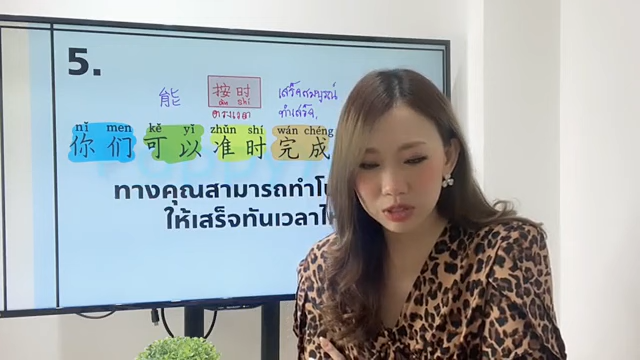 5.
能 按时 เสร็จสมบูรณ์
àn shí
ตรงเวลา ทำเสร็จ
nǐ men kě yǐ zhǔn shí wán chéng
你们可以准时完成
ทางคุณสามารถทำ
ให้เสร็จทันเวลา